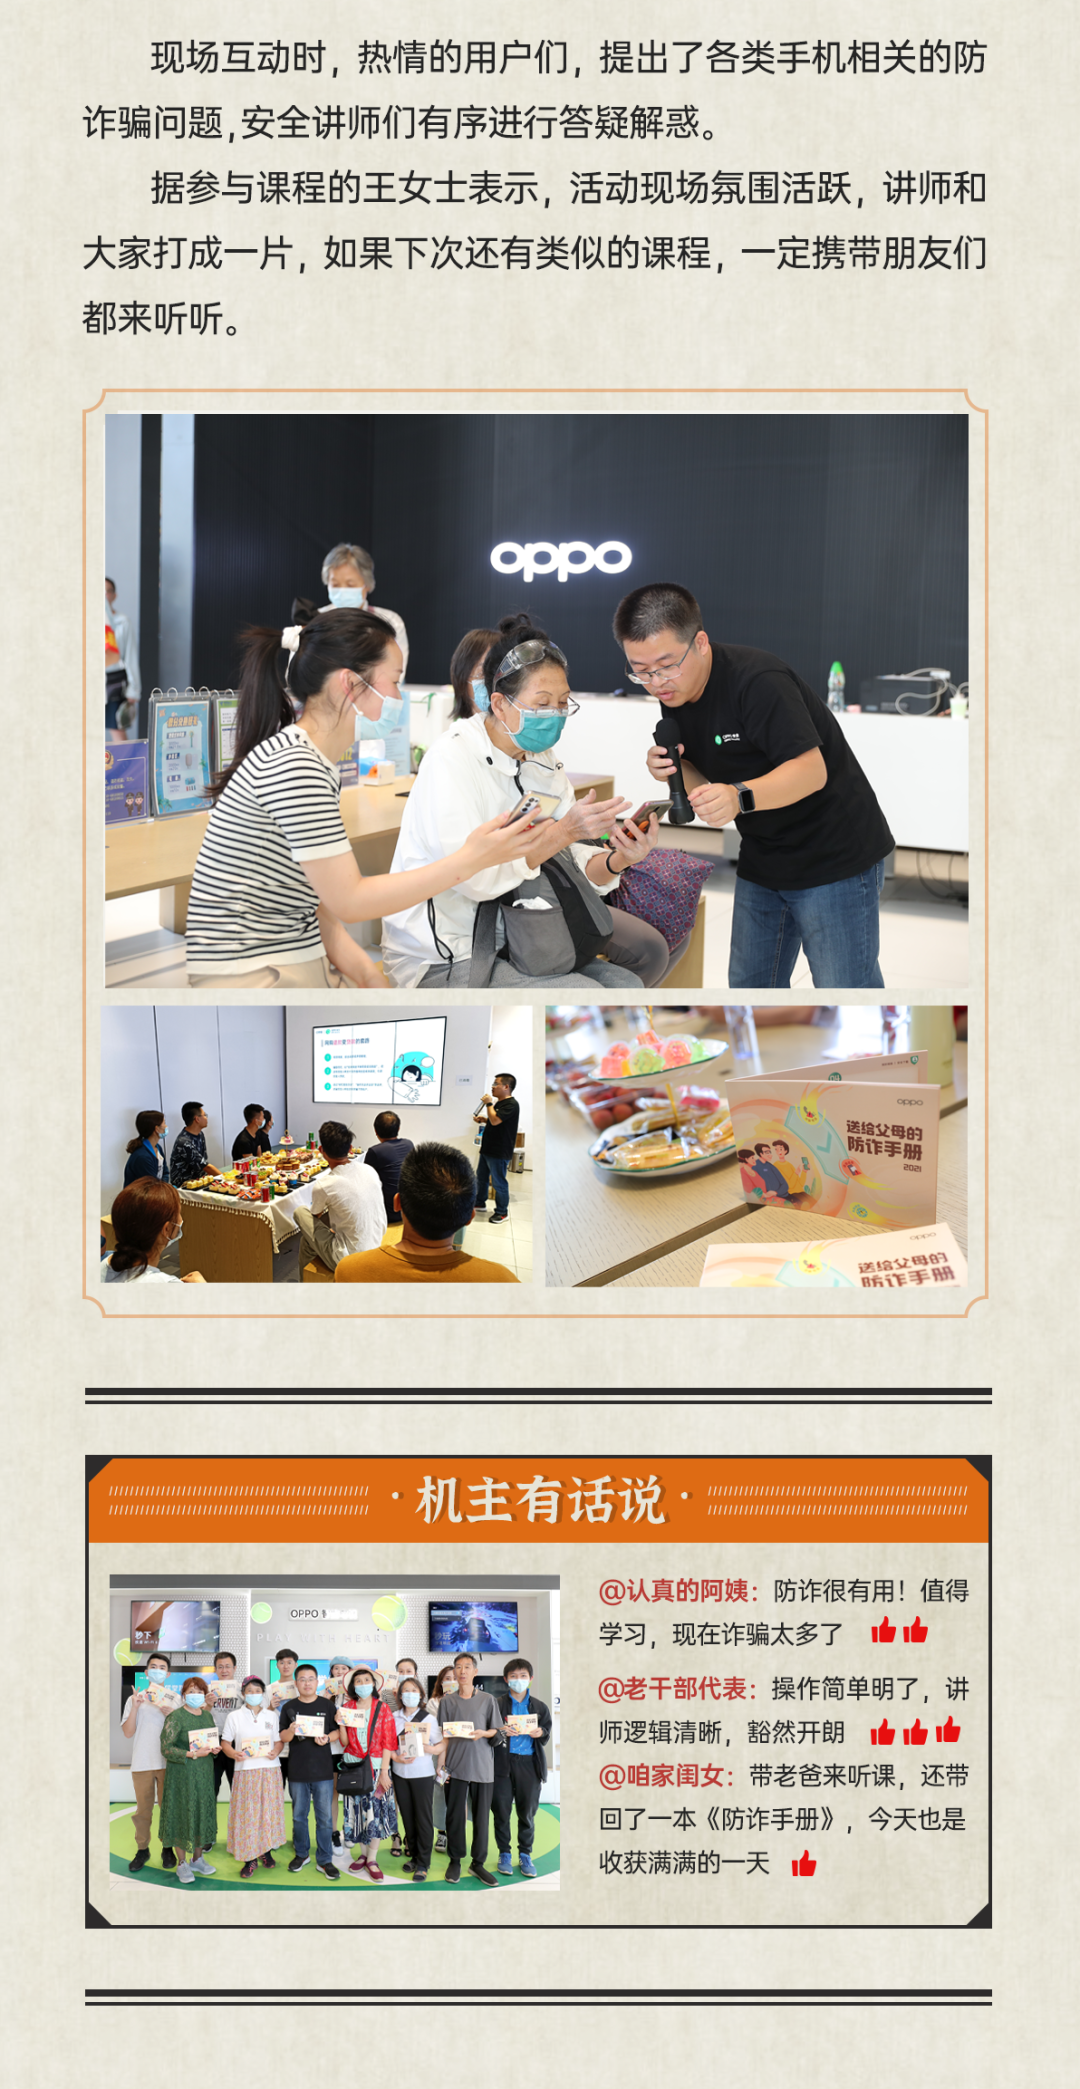 现场互动时，热情的用户们，提出了各类手机相关的防
诈骗问题,安全讲师们有序进行答疑解惑。
据参与课程的王女士表示，活动现场氛围活跃，讲师和
大家打成一片，如果下次还有类似的课程，一定携带朋友们
都来听听。
oppo
oppo
送给父母的
防诈手册
2021
oppo
送给父母的
防诈手册
·机主有话说·
OPPO
PLAY WITH HEART
秒下
@认真的阿姨：防诈很有用！值得
学习，现在诈骗太多了
@老干部代表：操作简单明了，讲
师逻辑清晰，豁然开朗
@咱家闺女：带老爸来听课，还带
回了一本《防诈手册》，今天也是
收获满满的一天